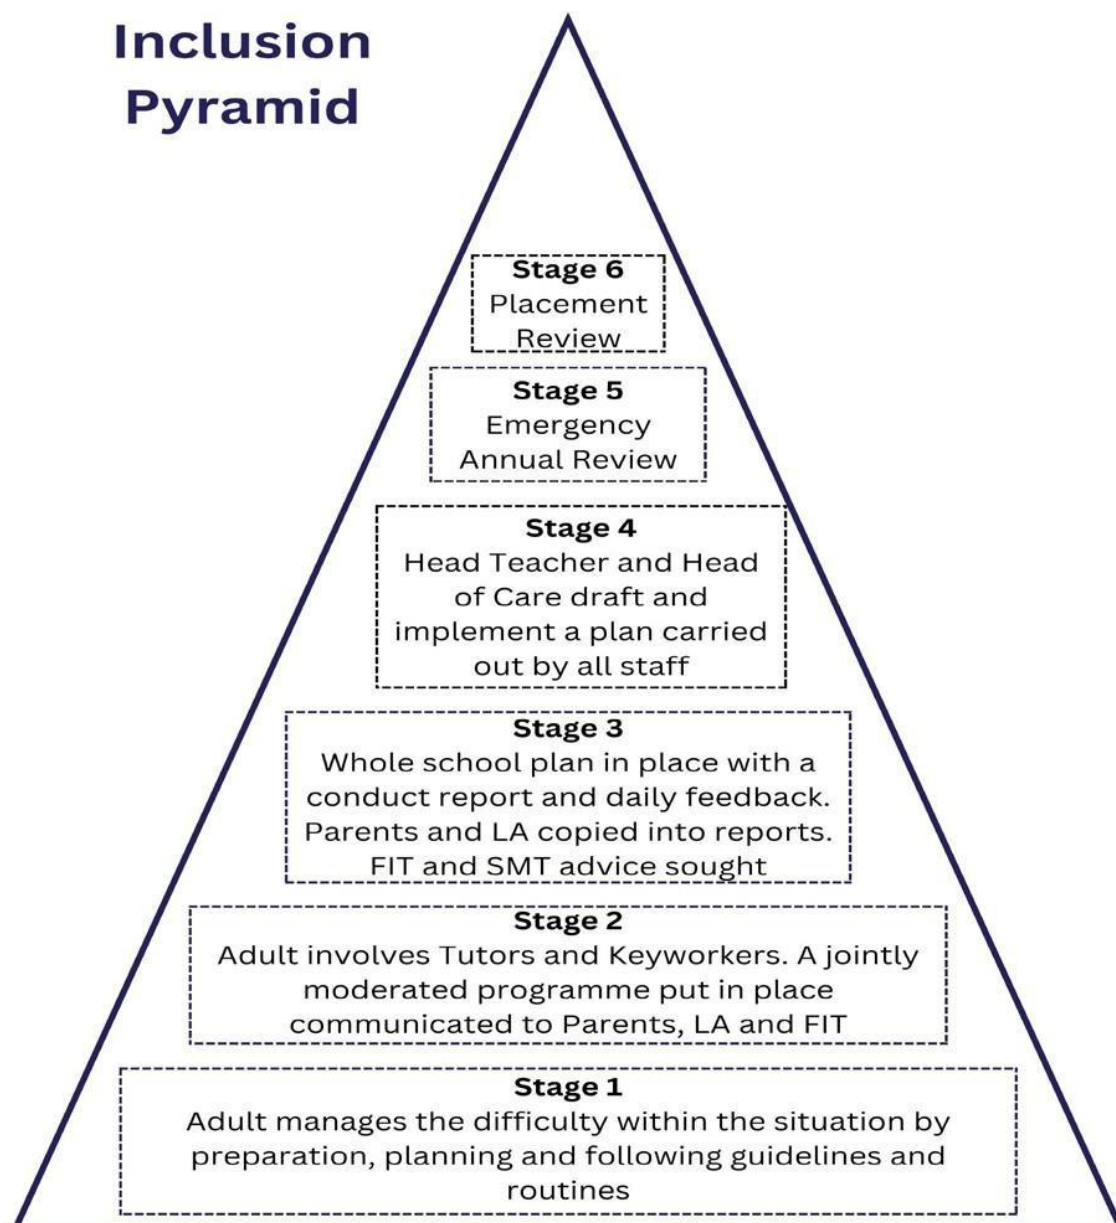 Inclusion
Pyramid
Stage 6
Placement
Review
Stage 5
Emergency
Annual Review
Stage 4
Head Teacher and Head
of Care draft and
implement a plan carried
out by all staff
Stage 3
Whole school plan in place with a
conduct report and daily feedback.
Parents and LA copied into reports.
FIT and SMT advice sought
Stage 2
Adult involves Tutors and Keyworkers. A jointly
moderated programme put in place
communicated to Parents, LA and FIT
Stage 1
Adult manages the difficulty within the situation by
preparation, planning and following guidelines and
routines